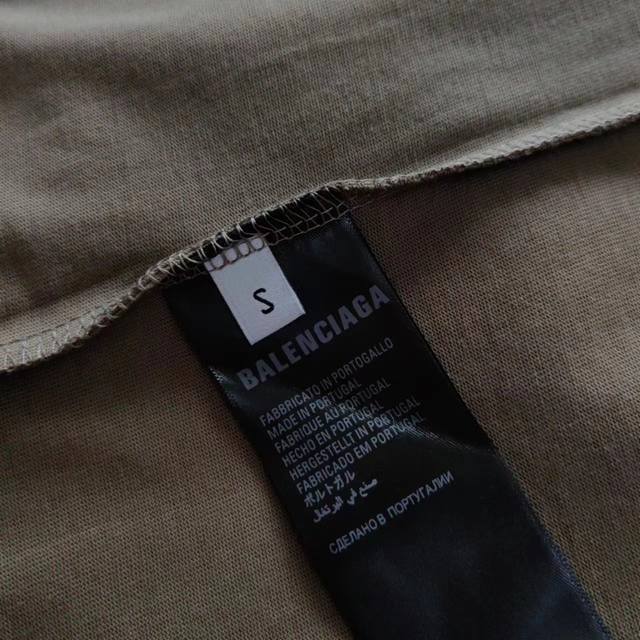 S
BALENCIAGA
FABBRICATO IN PORTOGALLO
MADE IN PORTUGAL
FABRIQUE AU PORTUGAL
HECHO EN PORTUGAL
HERGESTELLT IN PORTUGAL
FABRICADO EM PORTUGAL
ポルトガル
صنع في البرتغال
СДЕЛАНО В ПОРТУГАЛИИ